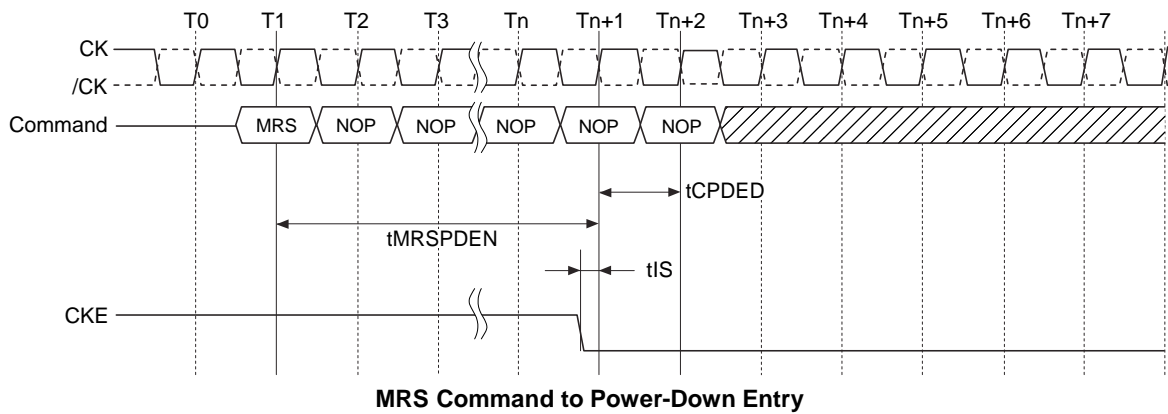 T0 T1 T2 T3 Tn Tn+1 Tn+2 Tn+3 Tn+4 Tn+5 Tn+6 Tn+7
CK
/CK
Command MRS NOP NOP NOP NOP NOP
tCPDED
tMRSPDEN
tIS
CKE
MRS Command to Power-Down Entry